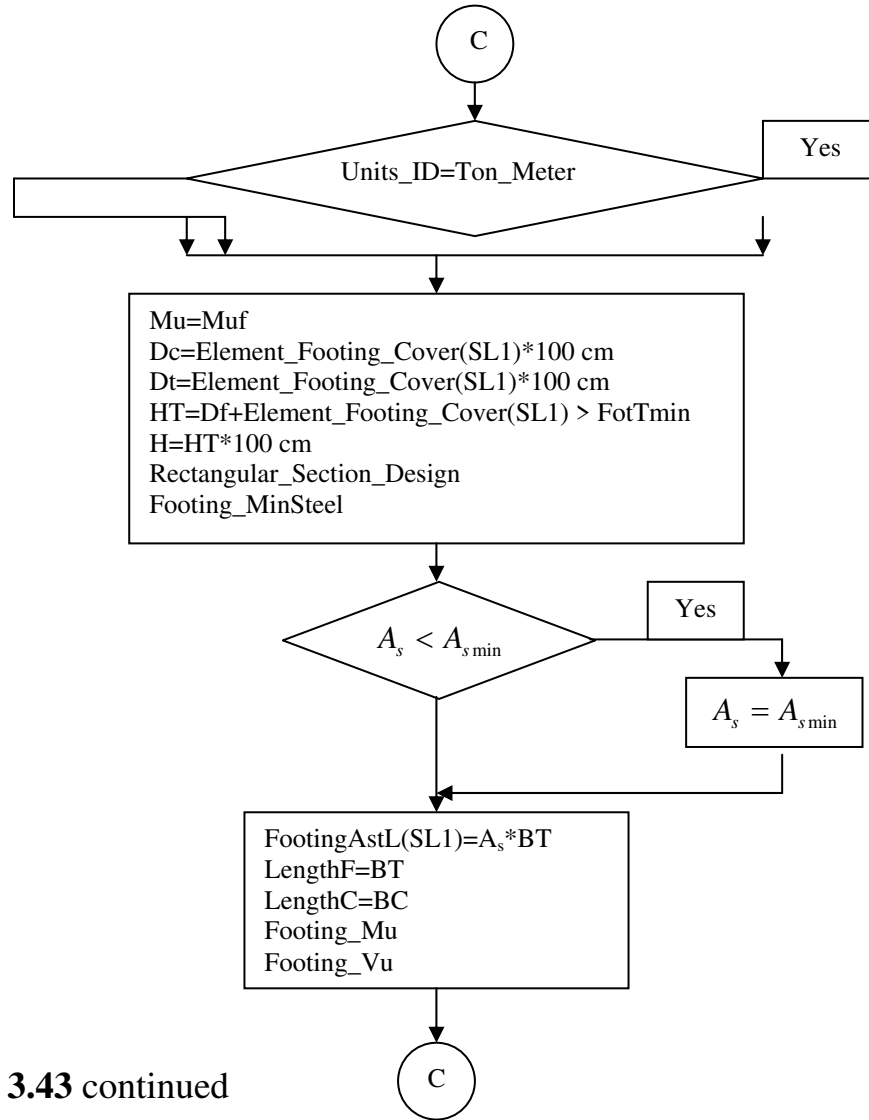 C
Units_ID=Ton_Meter
Yes
Mu=Muf
Dc=Element_Footing_Cover(SL1)*100 cm
Dt=Element_Footing_Cover(SL1)*100 cm
HT=Df+Element_Footing_Cover(SL1) > FotTmin
H=HT*100 cm
Rectangular_Section_Design
Footing_MinSteel
Yes
A_s < A_{s min}
A_s = A_{s min}
FootingAstL(SL1)=A_s*BT
LengthF=BT
LengthC=BC
Footing_Mu
Footing_Vu
C
3.43 continued